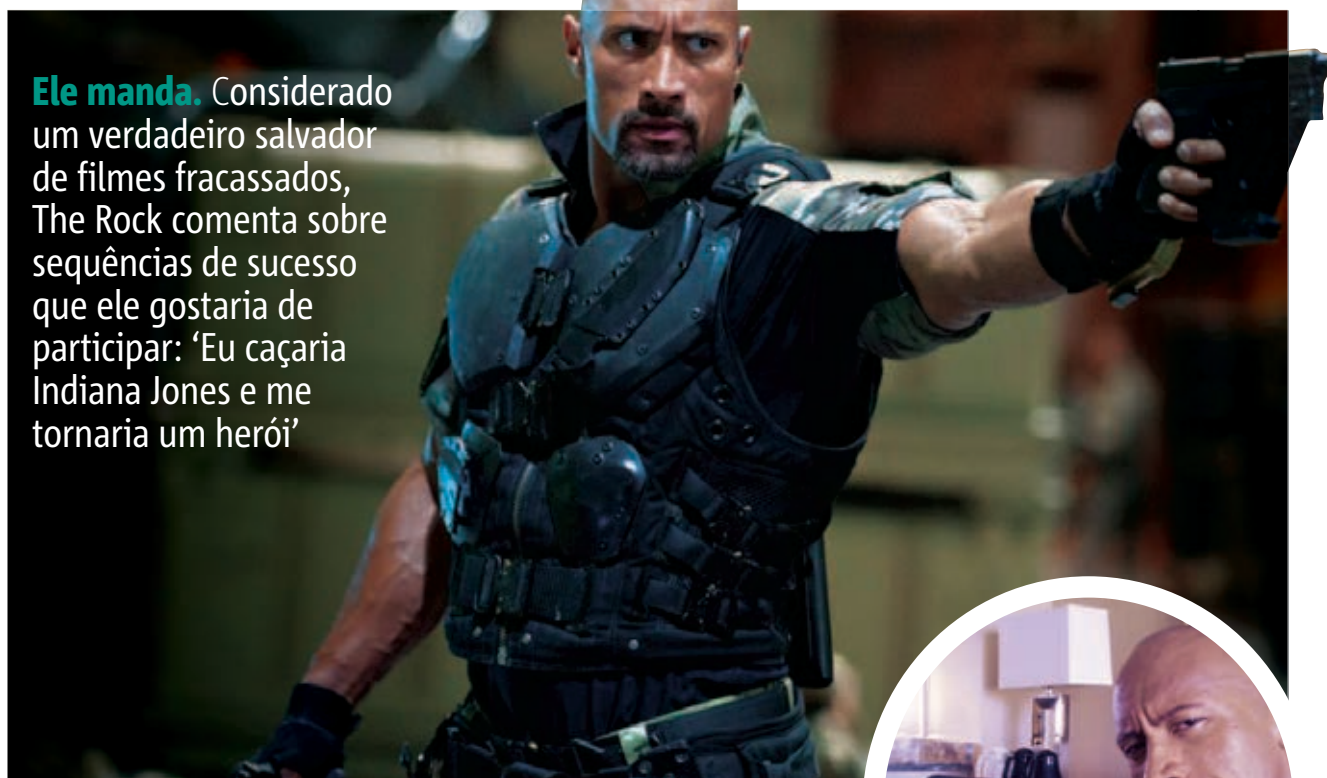 Ele manda. Considerado
um verdadeiro salvador
de filmes fracassados,
The Rock comenta sobre
sequências de sucesso
que ele gostaria de
participar: ‘Eu caçaria
Indiana Jones e me
tornaria um herói’